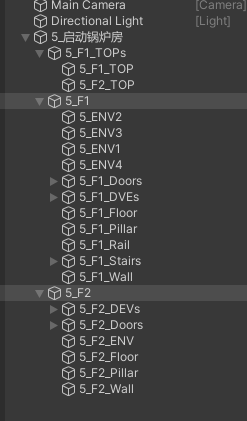 Main Camera [Camera]
Directional Light [Light]
5_启动锅炉房
5_F1_TOPs
5_F1_TOP
5_F2_TOP
5_F1
5_ENV2
5_ENV3
5_ENV1
5_ENV4
5_F1_Doors
5_F1_DVEs
5_F1_Floor
5_F1_Pillar
5_F1_Rail
5_F1_Stairs
5_F1_Wall
5_F2
5_F2_DEVs
5_F2_Doors
5_F2_ENV
5_F2_Floor
5_F2_Pillar
5_F2_Wall